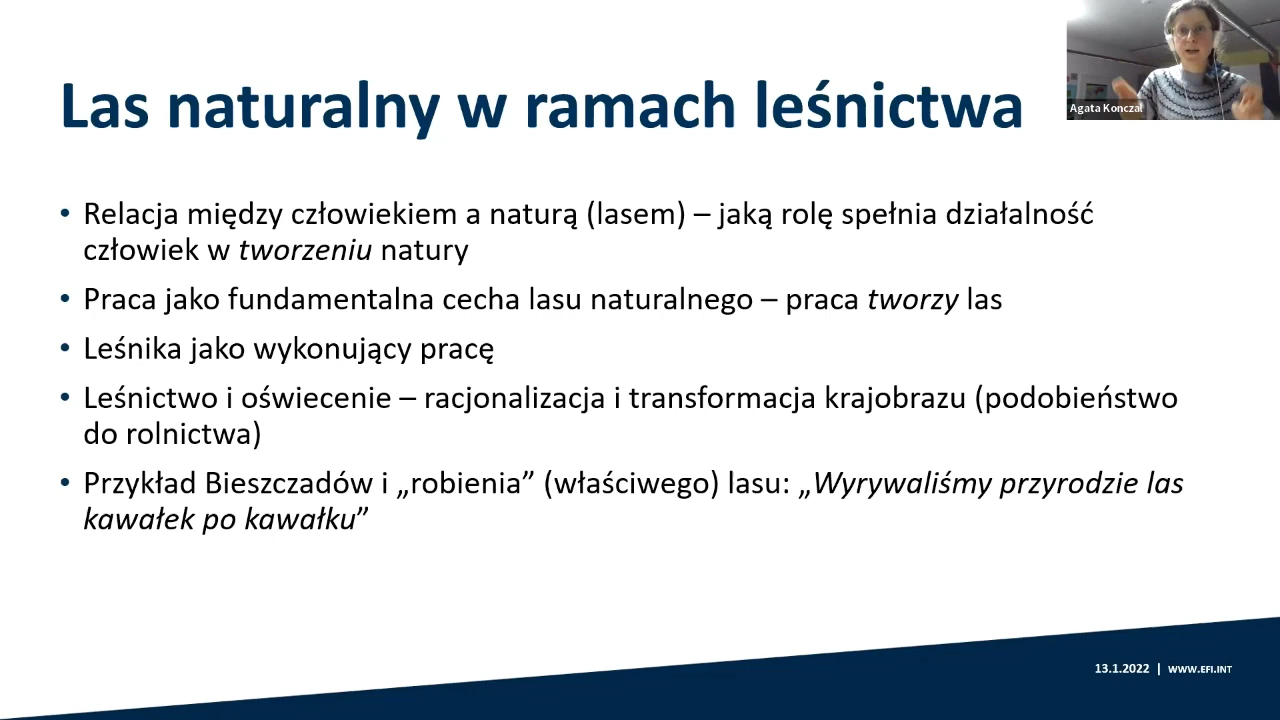 Las naturalny w ramach leśnictwa
Agata Konczal
• Relacja między człowiekiem a naturą (lasem) – jaką rolę spełnia działalność
człowiek w tworzeniu natury
• Praca jako fundamentalna cecha lasu naturalnego – praca tworzy las
• Leśnika jako wykonujący pracę
• Leśnictwo i oświecenie – racjonalizacja i transformacja krajobrazu (podobieństwo
do rolnictwa)
• Przykład Bieszczadów i „robienia” (właściwego) lasu: „Wyrywaliśmy przyrodzie las
kawałek po kawałku”
13.1.2022 | WWW.EFI.INT